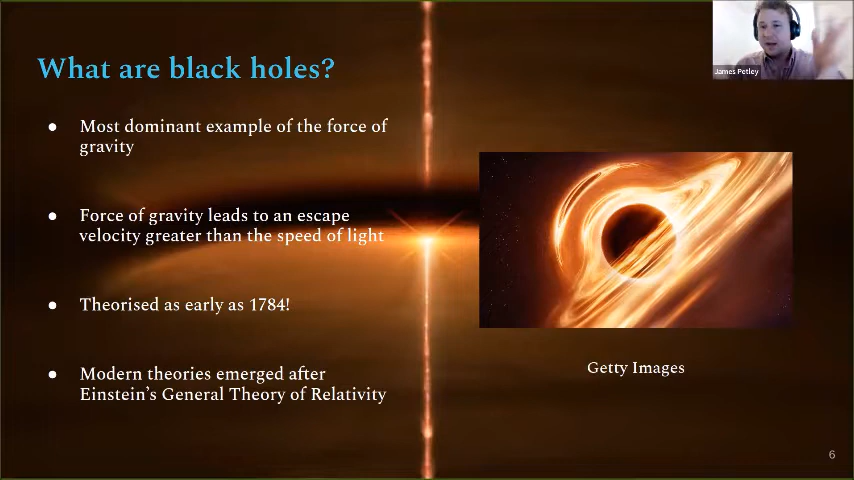 What are black holes?
James Petley
● Most dominant example of the force of
gravity
● Force of gravity leads to an escape
velocity greater than the speed of light
● Theorised as early as 1784!
● Modern theories emerged after
Einstein's General Theory of Relativity
Getty Images
6